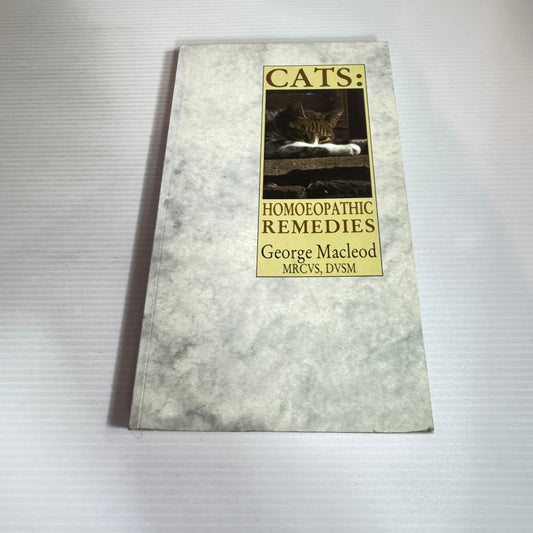 CATS:
HOMOEOPATHIC
REMEDIES
George Macleod
MRCVS, DVSM